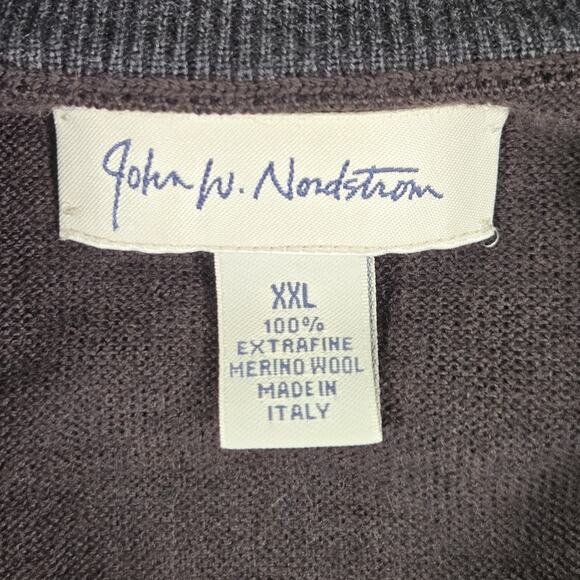 John W. Nordstrom
XXL
100%
EXTRAFINE
MERINO WOOL
MADE IN
ITALY